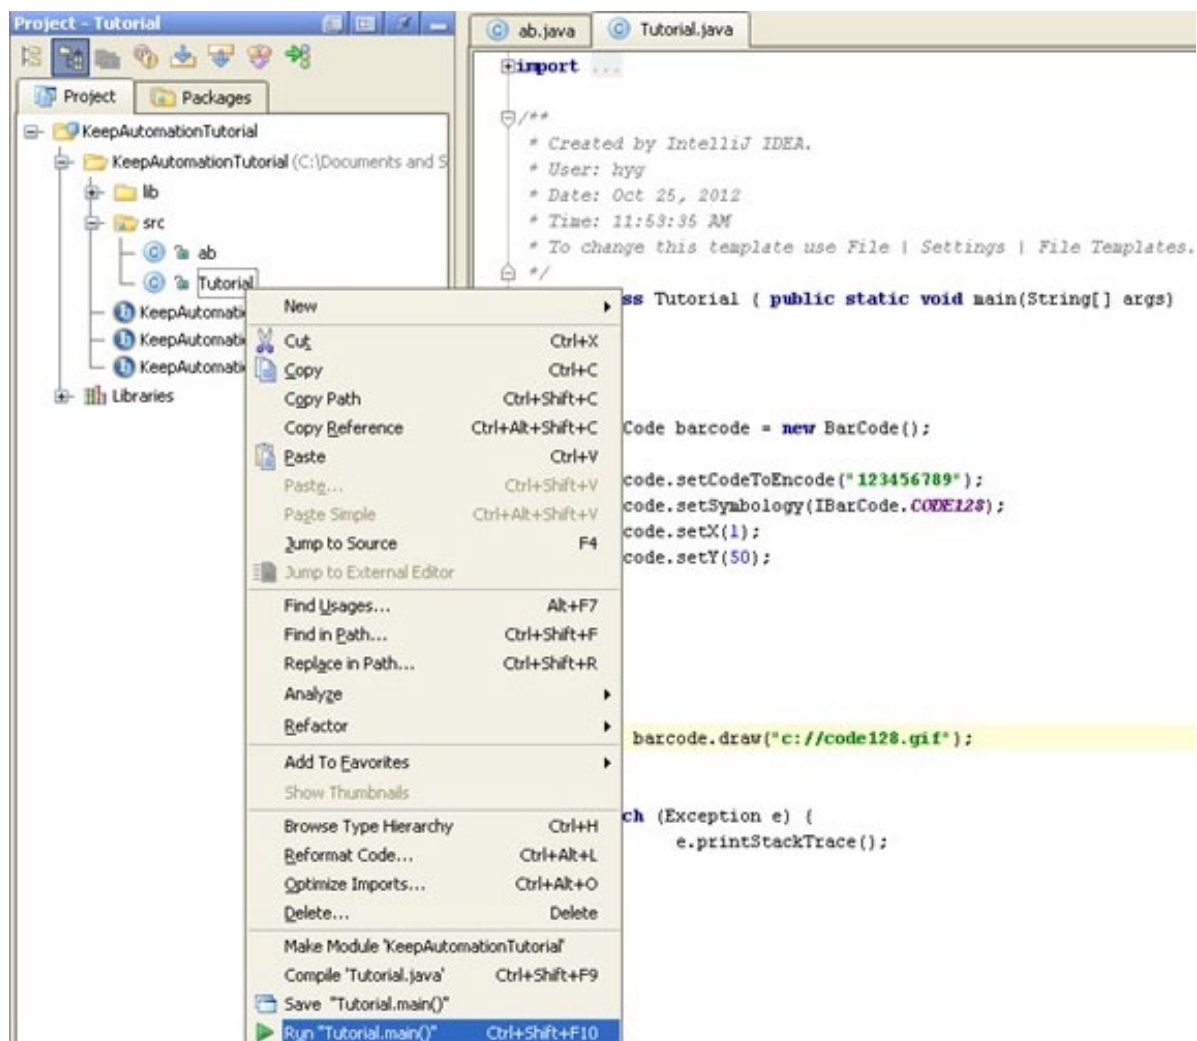 Project - Tutorial
Project
Packages
KeepAutomationTutorial
KeepAutomationTutorial (C:\Documents and S
lib
src
ab
Tutorial
KeepAutomati
KeepAutomati
KeepAutomati
Libraries
New
Cut Ctrl+X
Copy Ctrl+C
Copy Path Ctrl+Shift+C
Copy Reference Ctrl+Alt+Shift+C
Paste Ctrl+V
Paste... Ctrl+Shift+V
Paste Simple Ctrl+Alt+Shift+V
Jump to Source F4
Jump to External Editor
Find Usages... Alt+F7
Find in Path... Ctrl+Shift+F
Replace in Path... Ctrl+Shift+R
Analyze
Refactor
Add To Favorites
Show Thumbnails
Browse Type Hierarchy Ctrl+H
Reformat Code... Ctrl+Alt+L
Optimize Imports... Ctrl+Alt+O
Delete... Delete
Make Module 'KeepAutomationTutorial'
Compile 'Tutorial.java' Ctrl+Shift+F9
Save "Tutorial.main()"
Run "Tutorial.main()" Ctrl+Shift+F10
ab.java
Tutorial.java
import ...
/**
* Created by IntelliJ IDEA.
* User: hyg
* Date: Oct 25, 2012
* Time: 11:53:35 AM
* To change this template use File | Settings | File Templates.
*/
ss Tutorial { public static void main(String[] args)
Code barcode = new BarCode();
code.setCodeToEncode("123456789");
code.setSymbology(IBarCode.CODE128);
code.setX(1);
code.setY(50);
barcode.draw("c://code128.gif");
ch (Exception e) {
e.printStackTrace();